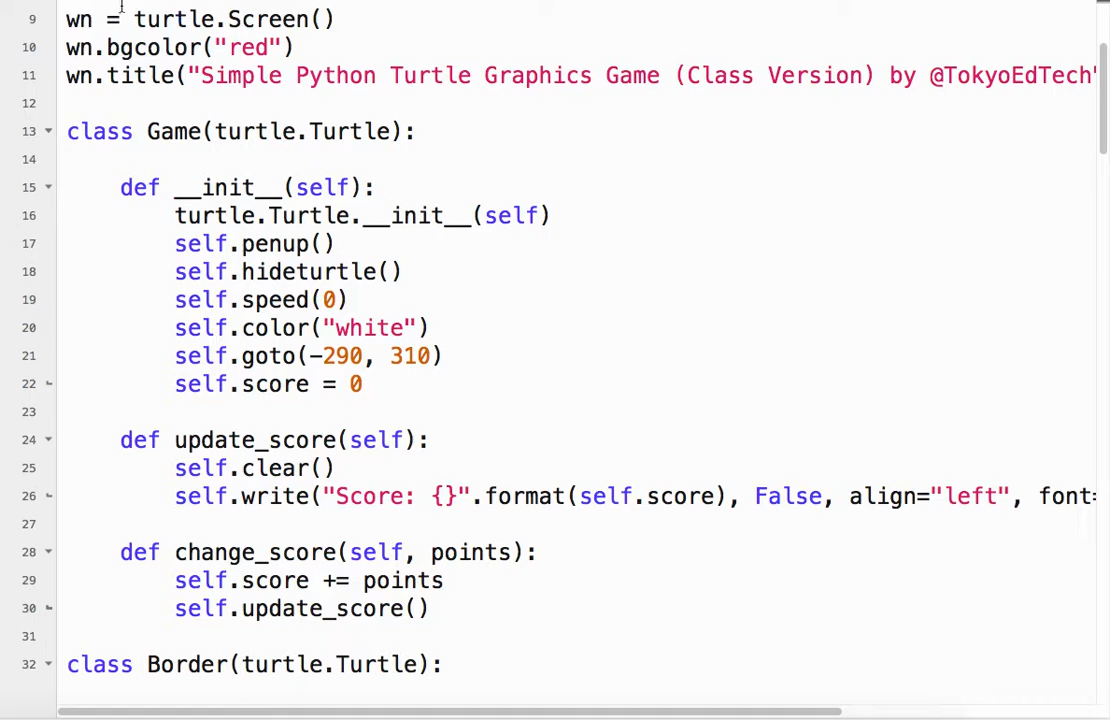 9 wn = turtle.Screen()
10 wn.bgcolor("red")
11 wn.title("Simple Python Turtle Graphics Game (Class Version) by @TokyoEdTech"
12
13 class Game(turtle.Turtle):
14
15 def __init__(self):
16 turtle.Turtle.__init__(self)
17 self.penup()
18 self.hideturtle()
19 self.speed(0)
20 self.color("white")
21 self.goto(-290, 310)
22 self.score = 0
23
24 def update_score(self):
25 self.clear()
26 self.write("Score: {}".format(self.score), False, align="left", font=
27
28 def change_score(self, points):
29 self.score += points
30 self.update_score()
31
32 class Border(turtle.Turtle):